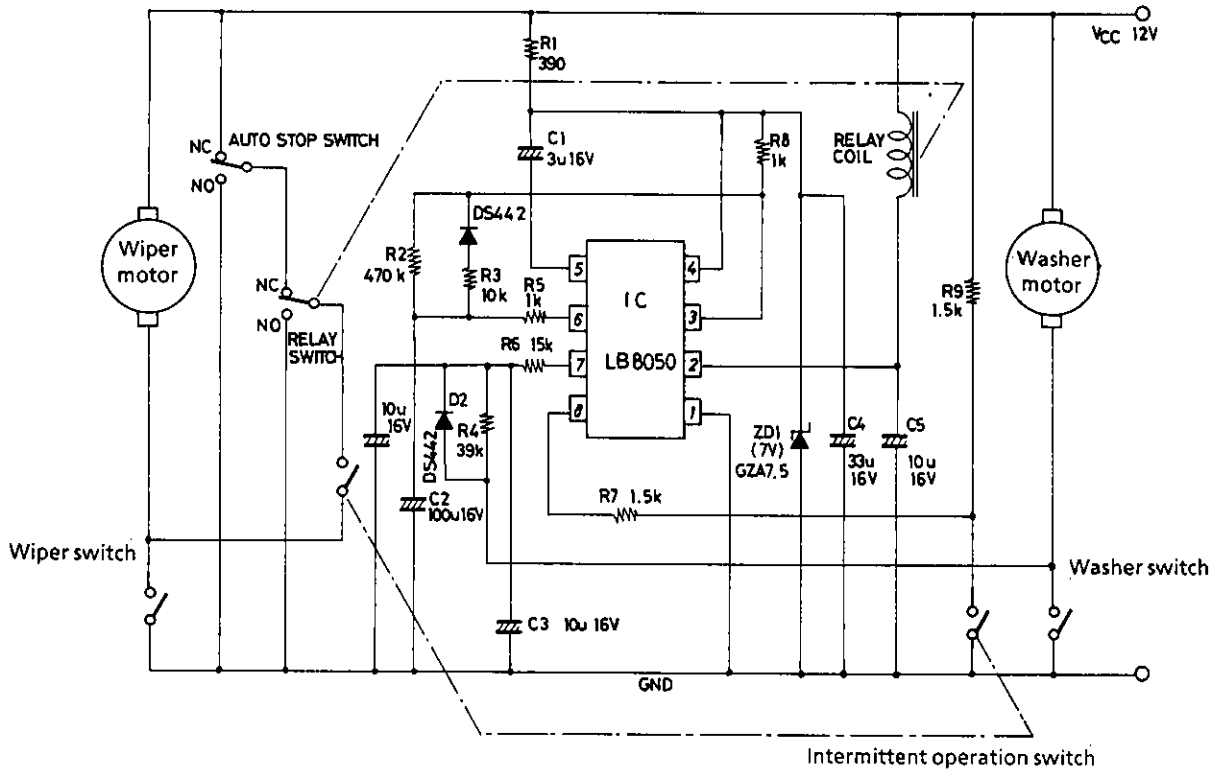 VCC 12V
R1
390
C1
3u 16V
R8
1k
RELAY
COIL
NC
AUTO STOP SWITCH
NO
DS442
Wiper
motor
Washer
motor
R2
470 k
R3
10k
R5
1k
5
4
IC
6
3
R9
1.5k
NC
NO
RELAY
SWITCH
R6 15k
7
LB8050
2
8
1
10u
16V
D2
DS442
R4
39k
ZD1
(7V)
GZA7.5
C4
33u
16V
C5
10u
16V
C2
100u16V
R7 1.5k
Wiper switch
Washer switch
C3 10u 16V
GND
Intermittent operation switch